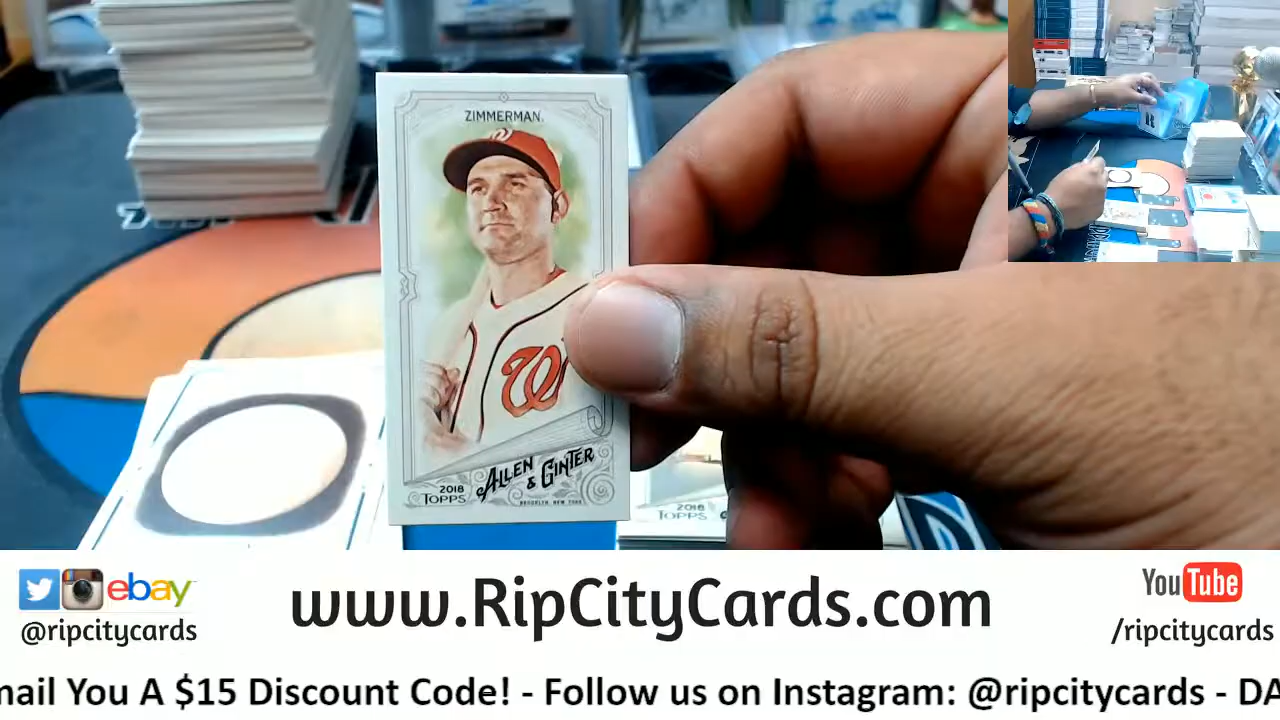 ZIMMERMAN.
W
2018
TOPPS
ALLEN
& GINTER
BROOKLYN, NEW YORK
2018
TOPPS
ebay
@ripcitycards
www.RipCityCards.com
YouTube
/ripcitycards
mail You A $15 Discount Code! - Follow us on Instagram: @ripcitycards - DA